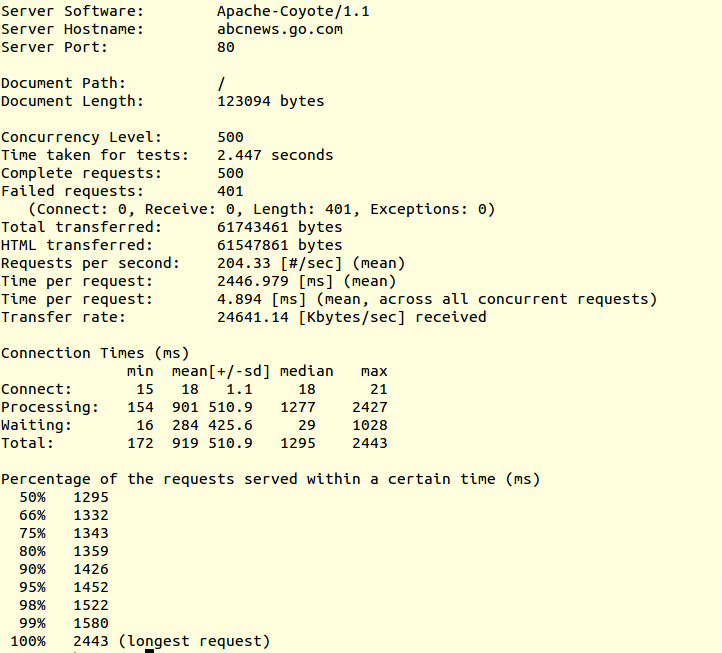 Server Software: Apache-Coyote/1.1
Server Hostname: abcnews.go.com
Server Port: 80
Document Path: /
Document Length: 123094 bytes
Concurrency Level: 500
Time taken for tests: 2.447 seconds
Complete requests: 500
Failed requests: 401
(Connect: 0, Receive: 0, Length: 401, Exceptions: 0)
Total transferred: 61743461 bytes
HTML transferred: 61547861 bytes
Requests per second: 204.33 [#/sec] (mean)
Time per request: 2446.979 [ms] (mean)
Time per request: 4.894 [ms] (mean, across all concurrent requests)
Transfer rate: 24641.14 [Kbytes/sec] received
Connection Times (ms)
min mean[+/-sd] median max
Connect: 15 18 1.1 18 21
Processing: 154 901 510.9 1277 2427
Waiting: 16 284 425.6 29 1028
Total: 172 919 510.9 1295 2443
Percentage of the requests served within a certain time (ms)
50% 1295
66% 1332
75% 1343
80% 1359
90% 1426
95% 1452
98% 1522
99% 1580
100% 2443 (longest request)